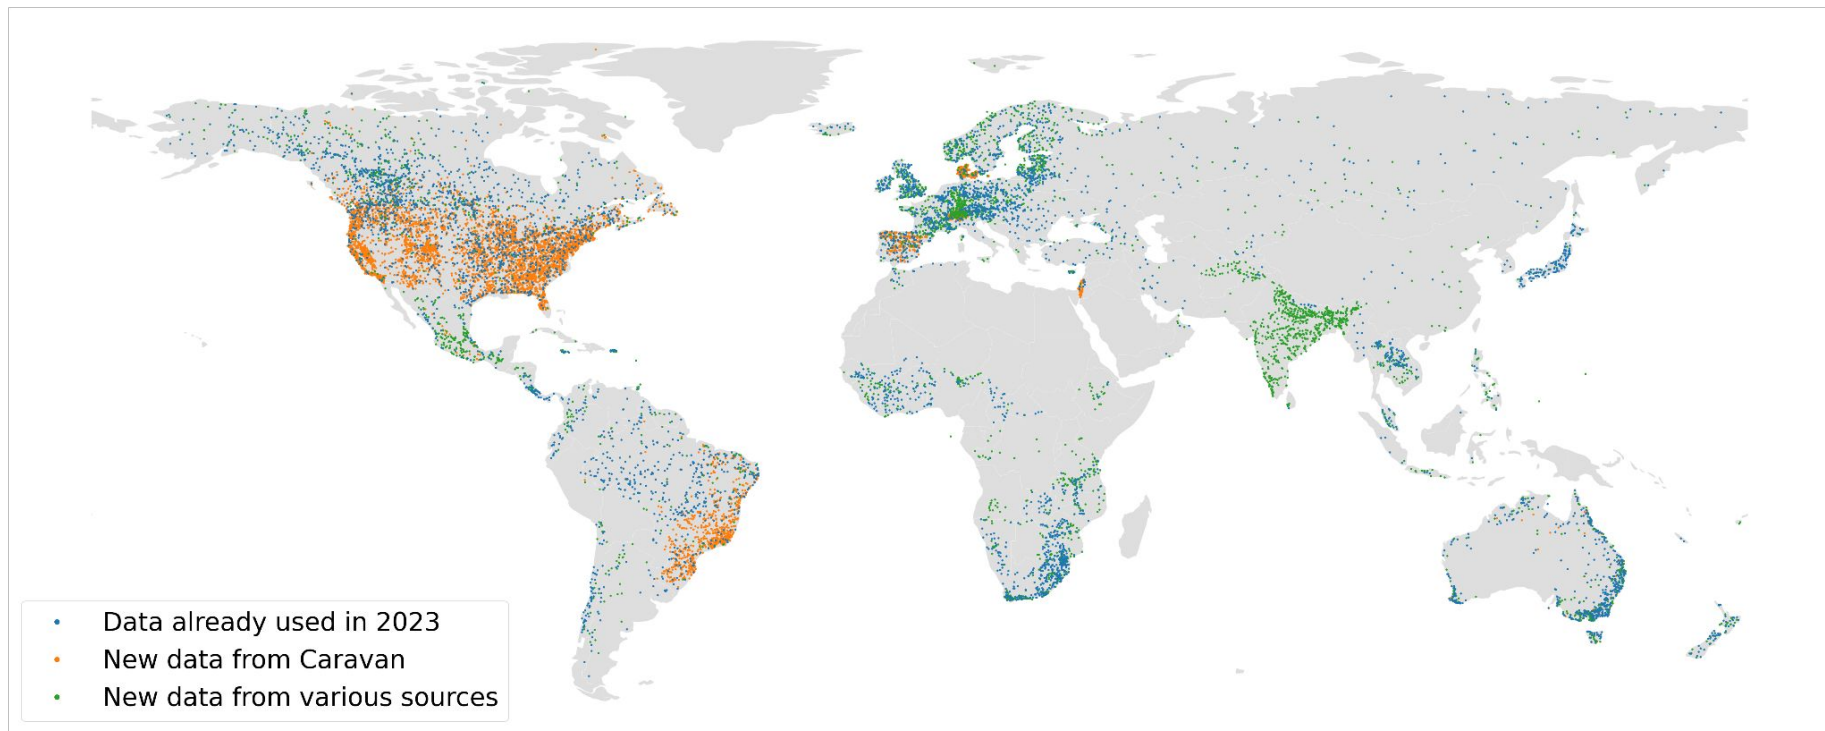 Data already used in 2023
New data from Caravan
New data from various sources